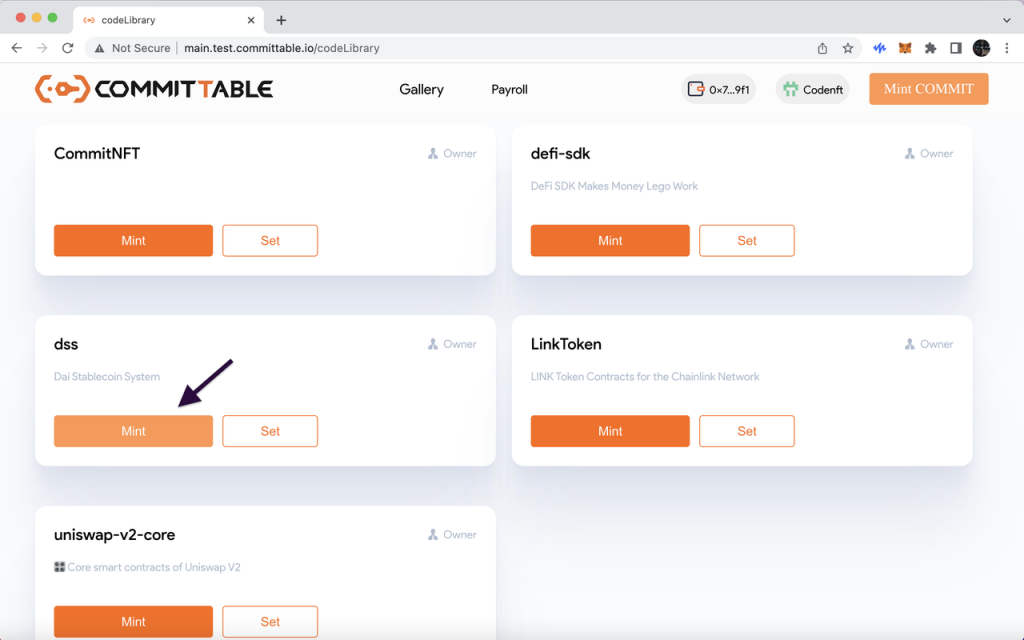 codeLibrary
Not Secure main.test.committable.io/codeLibrary
COMMITTABLE
Gallery
Payroll
0x7...9f1
Codenft
Mint COMMIT
CommitNFT
Owner
Mint
Set
defi-sdk
Owner
DeFi SDK Makes Money Lego Work
Mint
Set
dss
Owner
Dai Stablecoin System
Mint
Set
LinkToken
Owner
LINK Token Contracts for the Chainlink Network
Mint
Set
uniswap-v2-core
Owner
🎛 Core smart contracts of Uniswap V2
Mint
Set